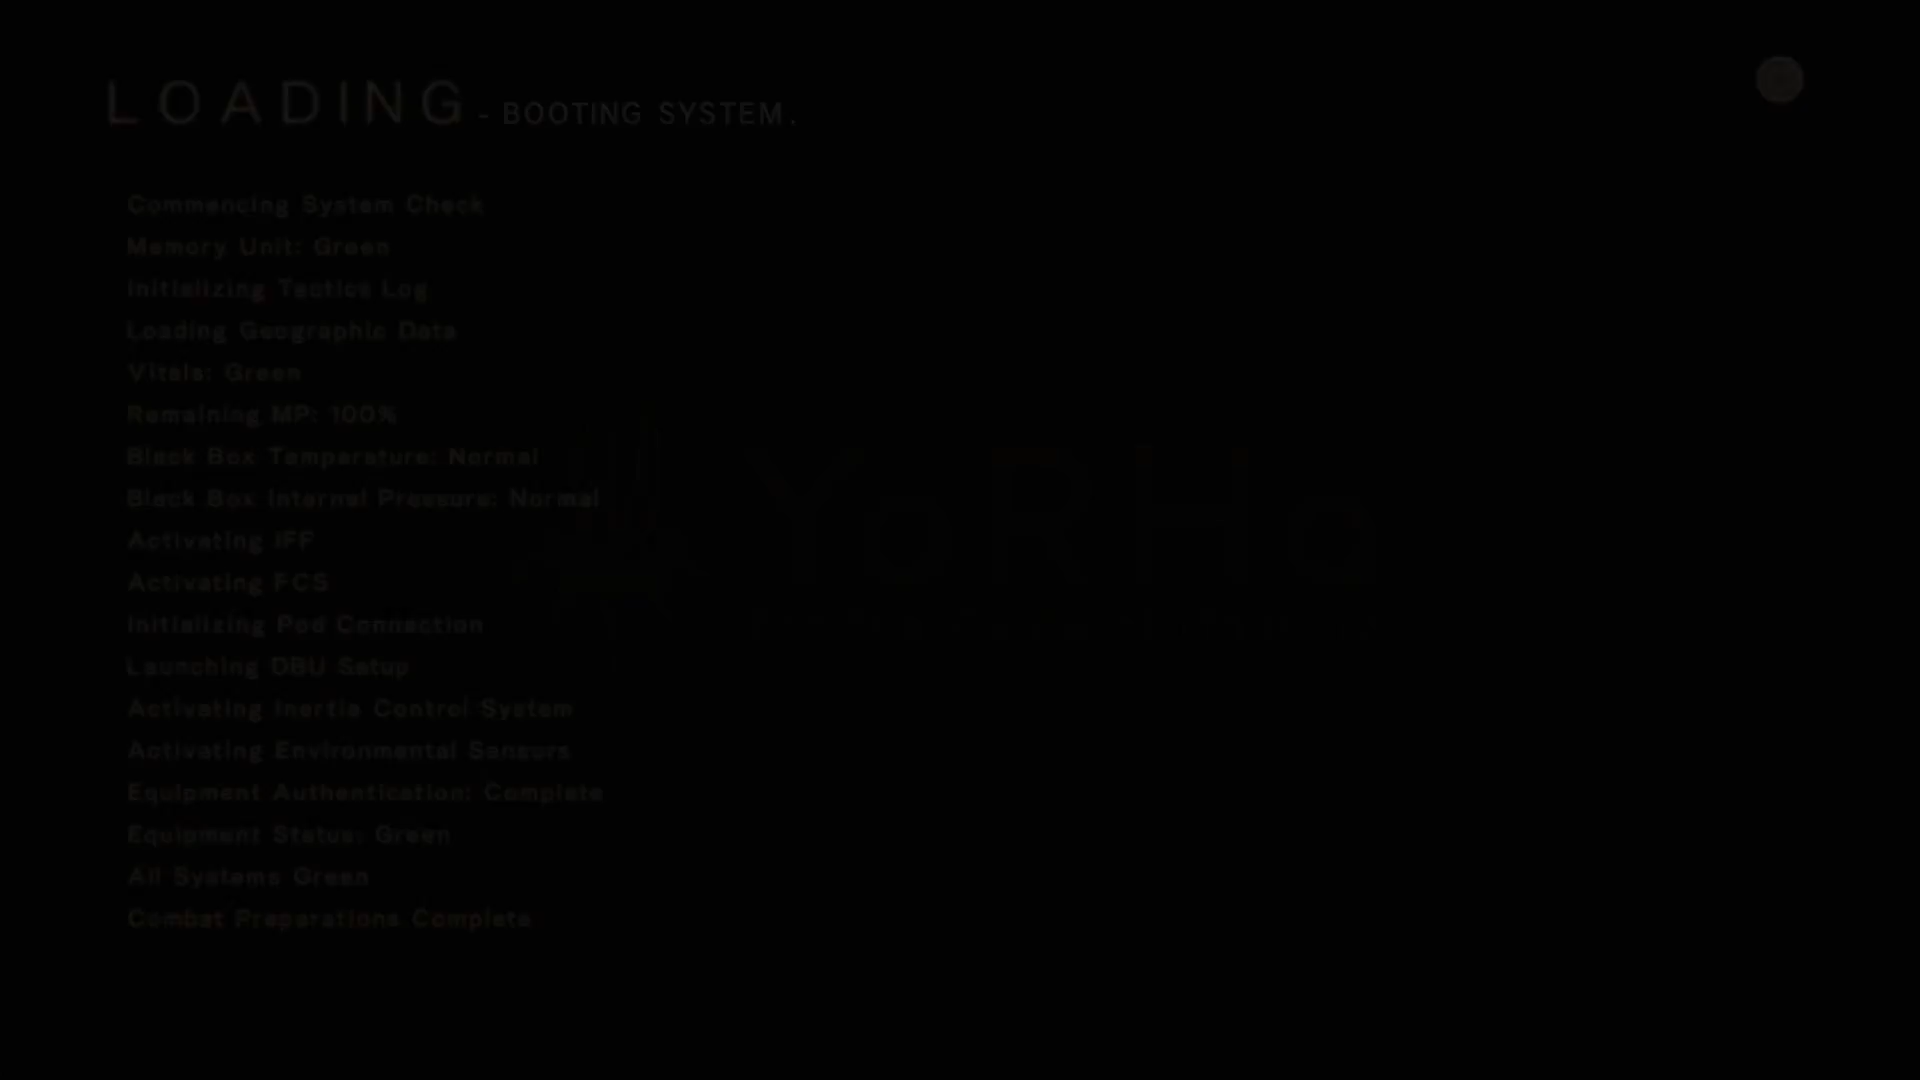 LOADING - BOOTING SYSTEM.
Commencing System Check
Memory Unit: Green
Initializing Tactics Log
Loading Geographic Data
Vitals: Green
Remaining MP: 100%
Black Box Temperature: Normal
Black Box Internal Pressure: Normal
Activating IFF
Activating FCS
Initializing Pod Connection
Launching DBU Setup
Activating Inertia Control System
Activating Environmental Sensors
Equipment Authentication: Complete
Equipment Status: Green
All Systems Green
Combat Preparations Complete
YoRHa